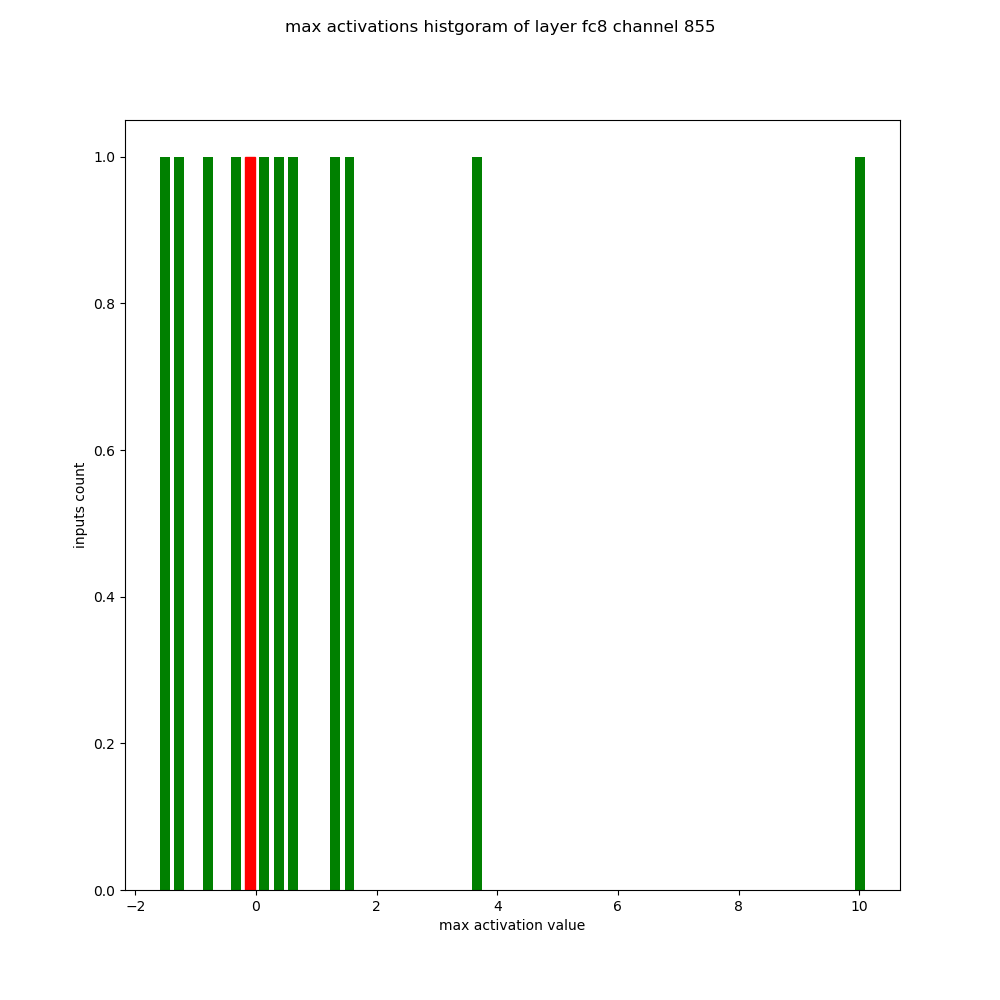 max activations histgoram of layer fc8 channel 855
1.0
0.8
0.6
0.4
0.2
0.0
inputs count
−2 0 2 4 6 8 10
max activation value